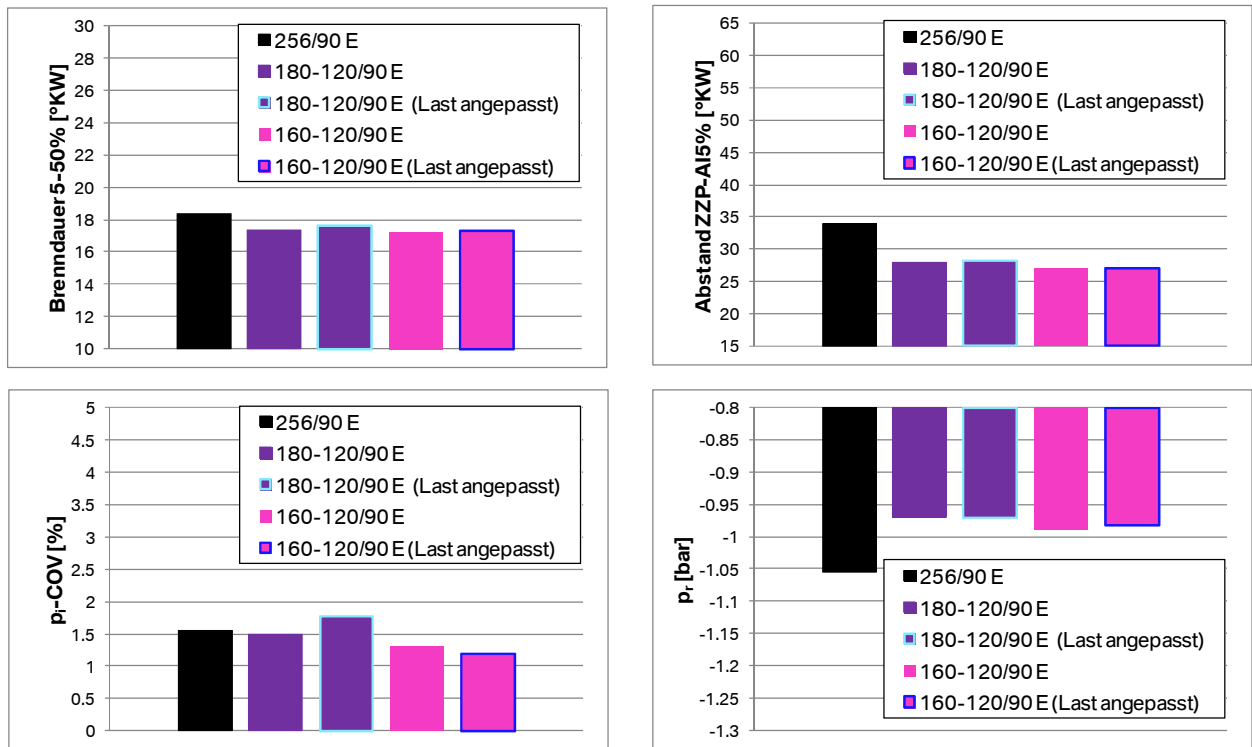 Brenndauer 5-50% [°KW]
30
28
26
24
22
20
18
16
14
12
10
256/90 E
180-120/90 E
180-120/90 E (Last angepasst)
160-120/90 E
160-120/90 E (Last angepasst)
Abstand ZZP-AI5% [°KW]
65
60
55
50
45
40
35
30
25
20
15
256/90 E
180-120/90 E
180-120/90 E (Last angepasst)
160-120/90 E
160-120/90 E (Last angepasst)
pi-COV [%]
5
4.5
4
3.5
3
2.5
2
1.5
1
0.5
0
256/90 E
180-120/90 E
180-120/90 E (Last angepasst)
160-120/90 E
160-120/90 E (Last angepasst)
pr [bar]
-0.8
-0.85
-0.9
-0.95
-1
-1.05
-1.1
-1.15
-1.2
-1.25
-1.3
256/90 E
180-120/90 E
180-120/90 E (Last angepasst)
160-120/90 E
160-120/90 E (Last angepasst)